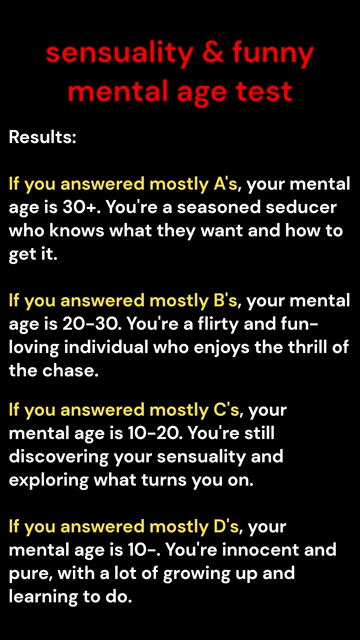 sensuality & funny
mental age test
Results:
If you answered mostly A's, your mental
age is 30+. You're a seasoned seducer
who knows what they want and how to
get it.
If you answered mostly B's, your mental
age is 20-30. You're a flirty and fun-
loving individual who enjoys the thrill of
the chase.
If you answered mostly C's, your
mental age is 10-20. You're still
discovering your sensuality and
exploring what turns you on.
If you answered mostly D's, your
mental age is 10-. You're innocent and
pure, with a lot of growing up and
learning to do.